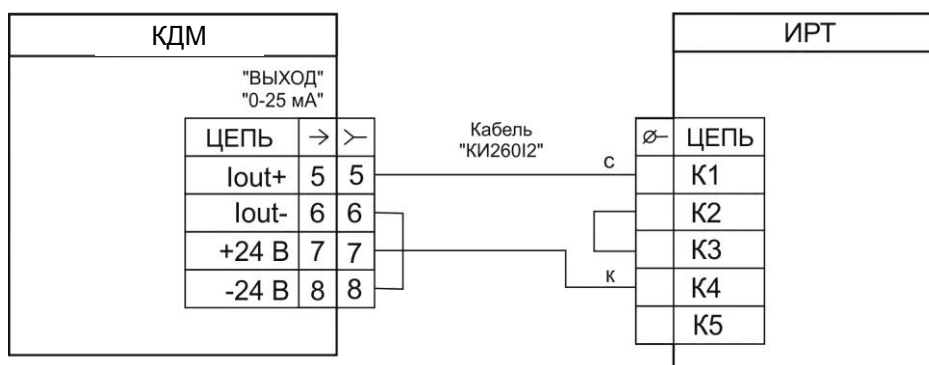 КДМ
ИРТ
"ВЫХОД"
"0-25 мА"
ЦЕПЬ
Iout+ 5 5
Iout- 6 6
+24 В 7 7
-24 В 8 8
Кабель
"КИ260I2"
с
к
ЦЕПЬ
К1
К2
К3
К4
К5